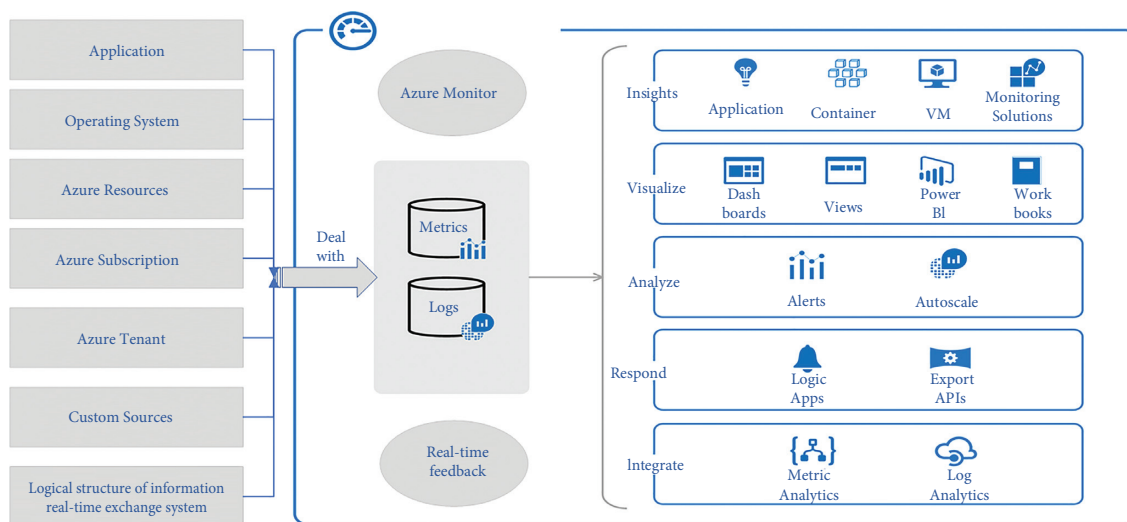 Application
Operating System
Azure Resources
Azure Subscription
Azure Tenant
Custom Sources
Logical structure of information
real-time exchange system
Deal
with
Azure Monitor
Metrics
Logs
Real-time
feedback
Insights
Application
Container
VM
Monitoring
Solutions
Visualize
Dash
boards
Views
Power
Bl
Work
books
Analyze
Alerts
Autoscale
Respond
Logic
Apps
Export
APIs
Integrate
Metric
Analytics
Log
Analytics